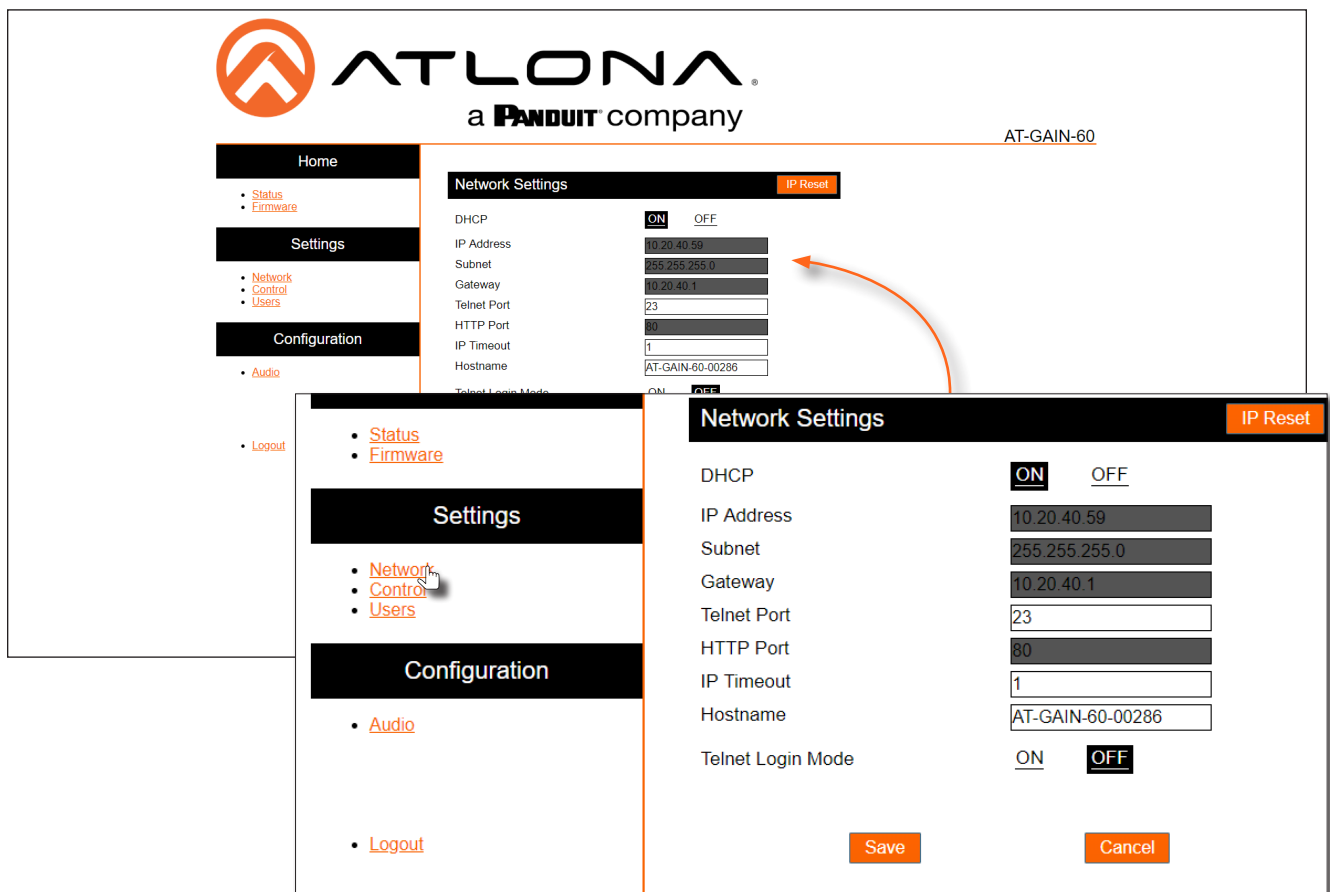 ATLONA®
a PANDUIT® company
AT-GAIN-60
Home
Status
Firmware
Settings
Network
Control
Users
Configuration
Audio
Logout
Network Settings IP Reset
DHCP ON OFF
IP Address 10.20.40.59
Subnet 255.255.255.0
Gateway 10.20.40.1
Telnet Port 23
HTTP Port 80
IP Timeout 1
Hostname AT-GAIN-60-00286
Telnet Login Mode ON OFF
Status
Firmware
Settings
Network
Control
Users
Configuration
Audio
Logout
Network Settings IP Reset
DHCP ON OFF
IP Address 10.20.40.59
Subnet 255.255.255.0
Gateway 10.20.40.1
Telnet Port 23
HTTP Port 80
IP Timeout 1
Hostname AT-GAIN-60-00286
Telnet Login Mode ON OFF
Save Cancel